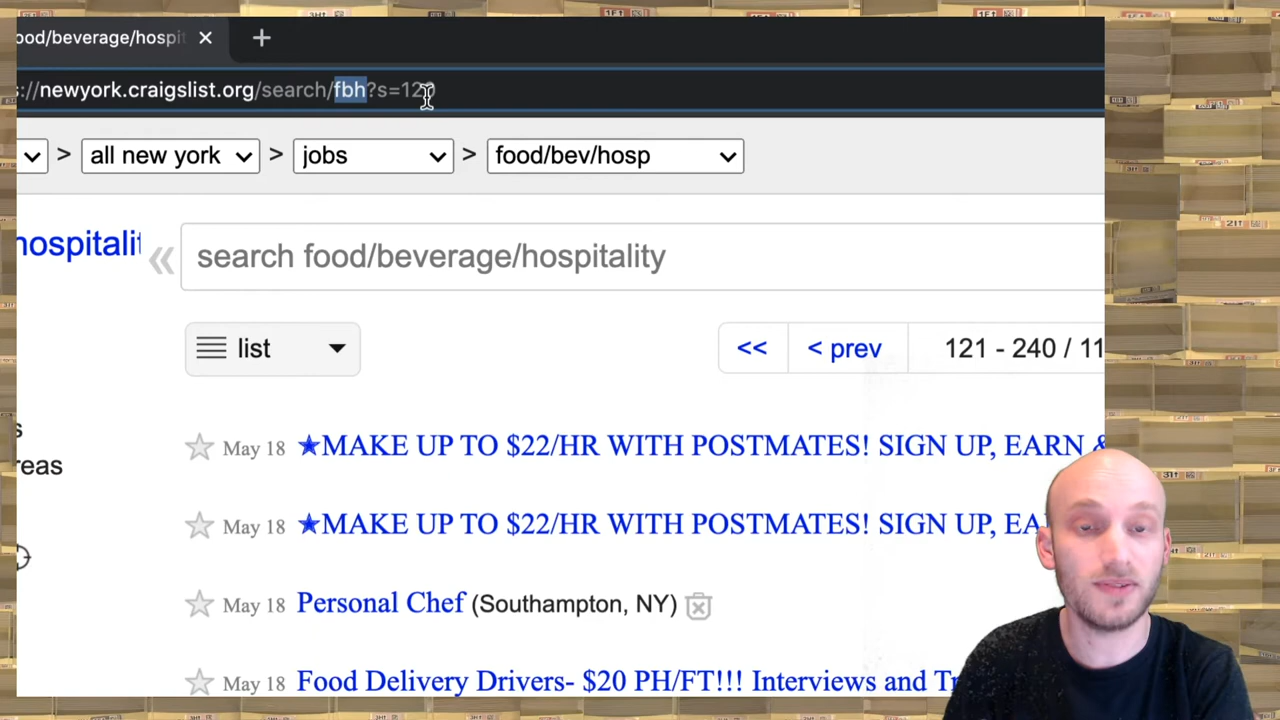 ood/beverage/hospit
://newyork.craigslist.org/search/fbh?s=120
> all new york > jobs > food/bev/hosp
hospitalit
search food/beverage/hospitality
list
<< < prev 121 - 240 / 11
May 18 ★MAKE UP TO $22/HR WITH POSTMATES! SIGN UP, EARN &
s
reas
May 18 ★MAKE UP TO $22/HR WITH POSTMATES! SIGN UP, EA
May 18 Personal Chef (Southampton, NY)
May 18 Food Delivery Drivers- $20 PH/FT!!! Interviews and Tr